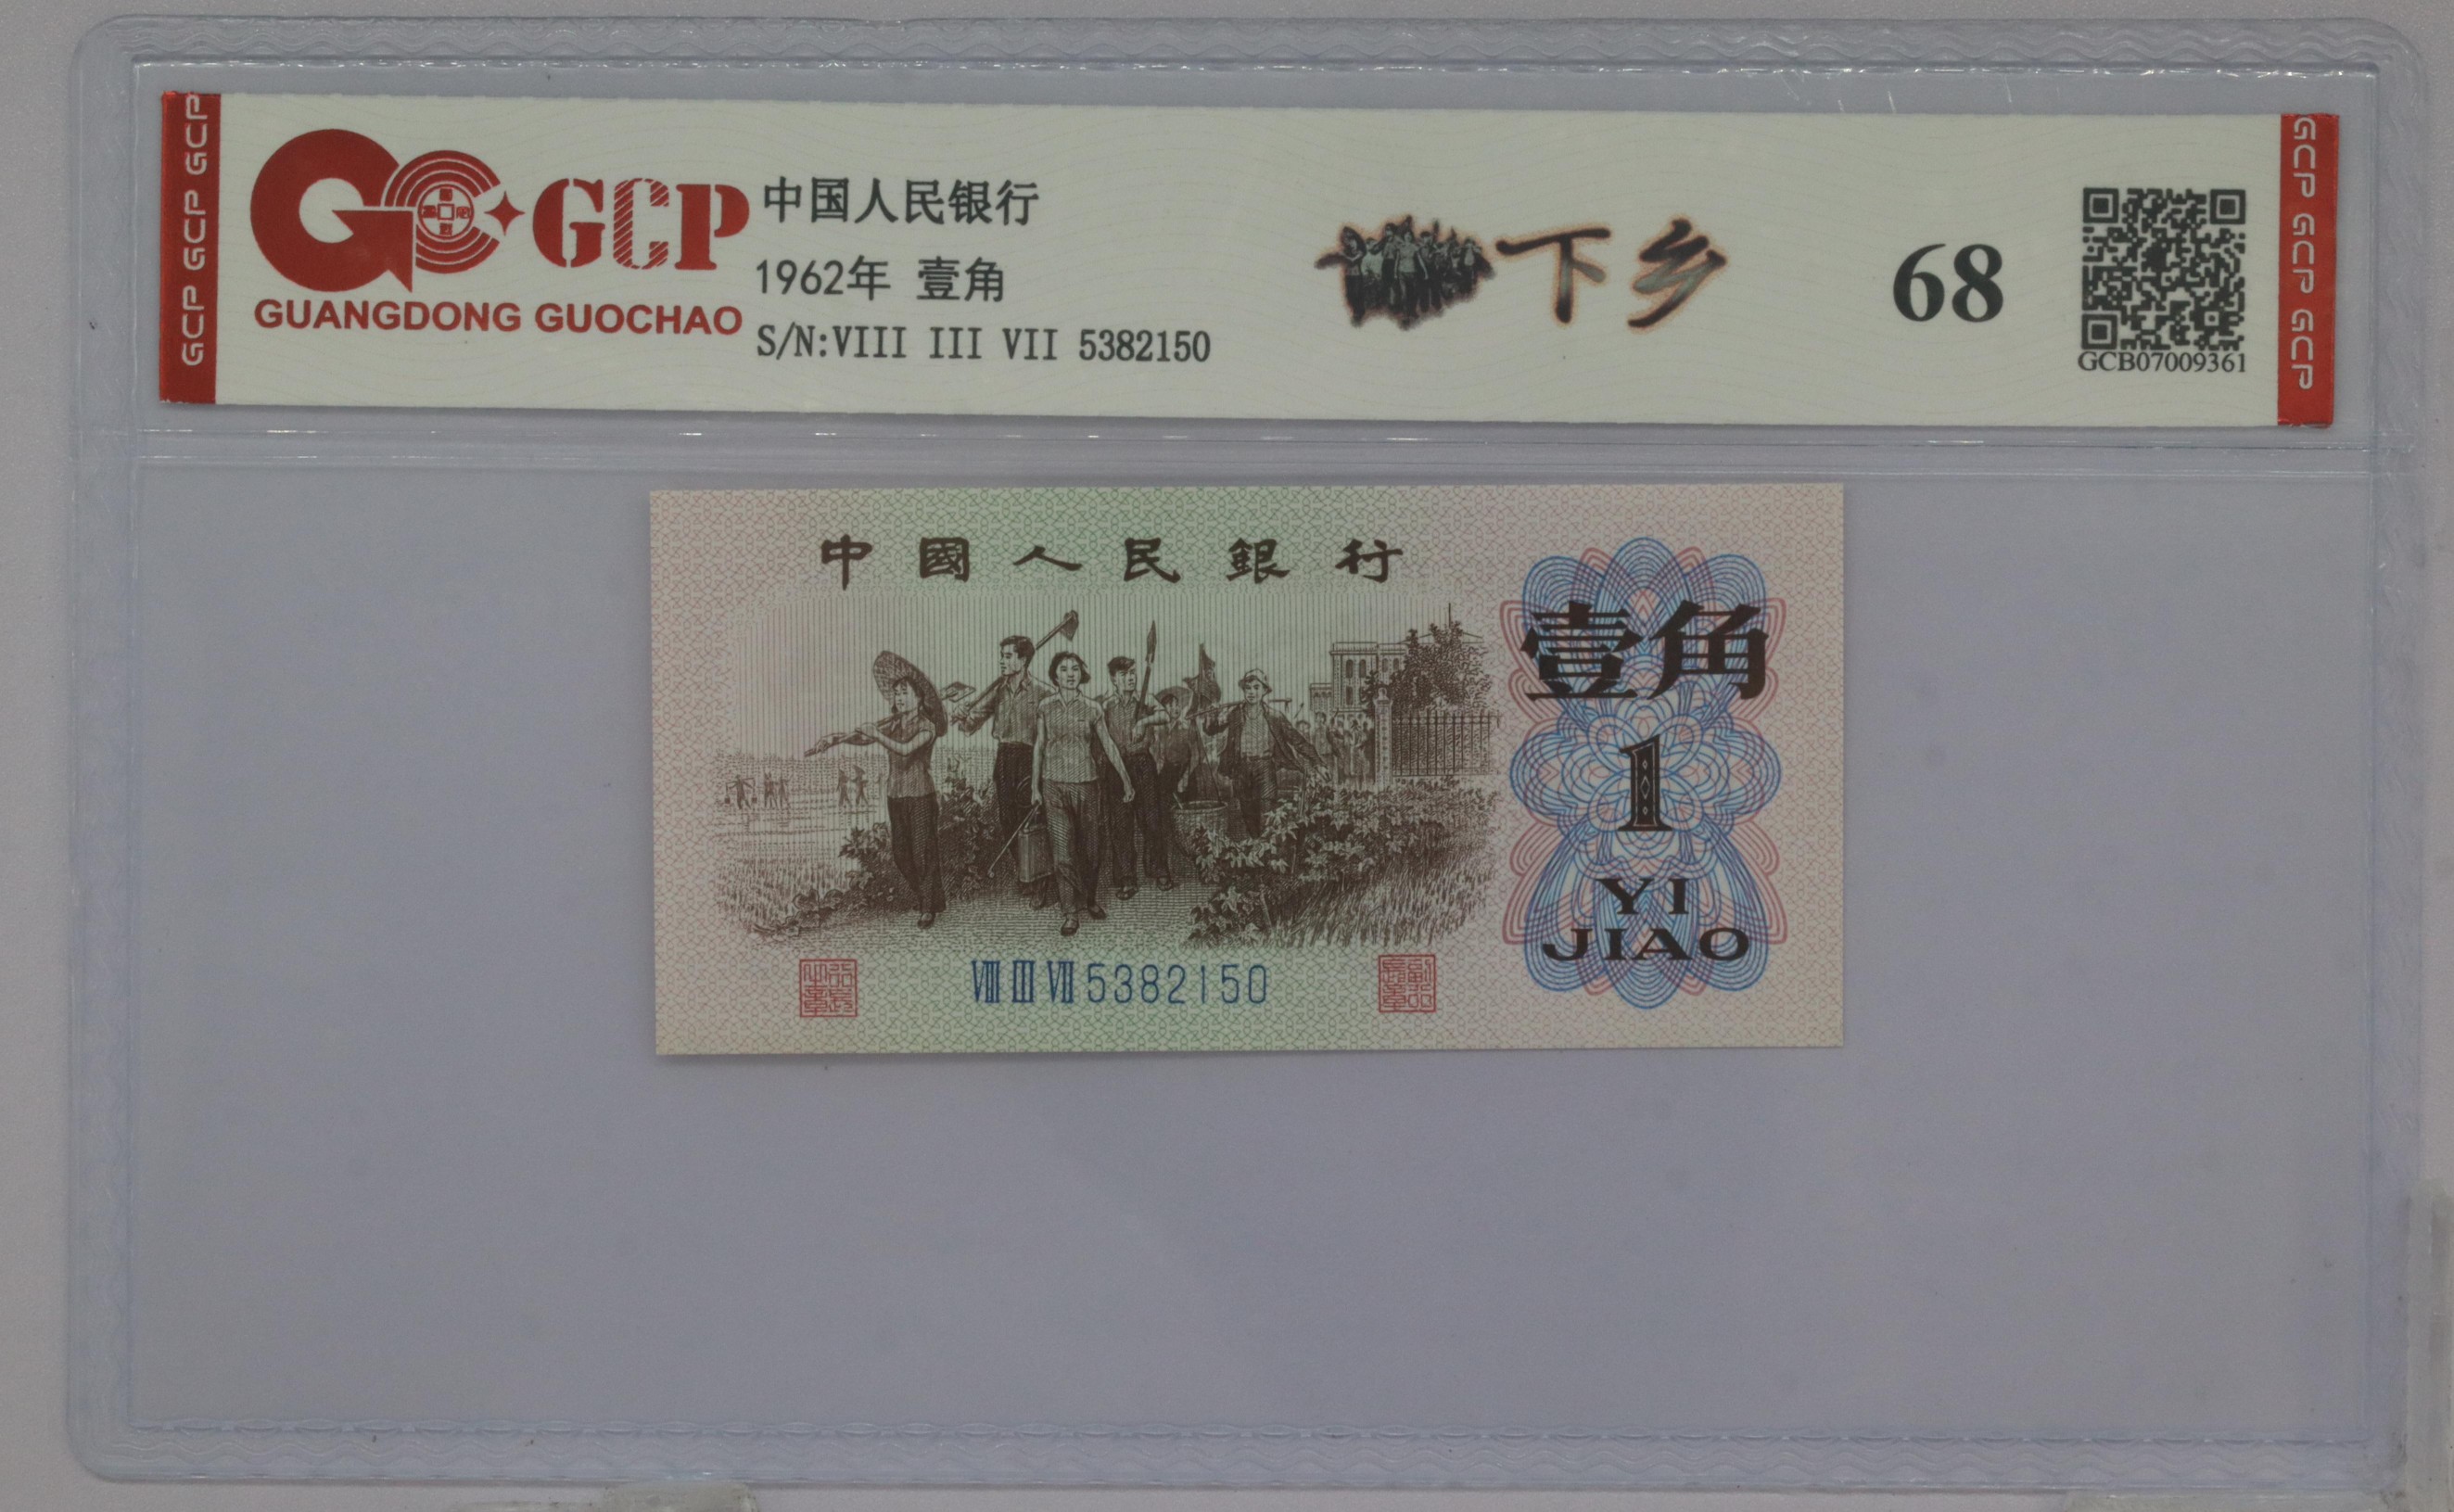 GCP GCP GCP
GCP
GUANGDONG GUOCHAO
中国人民银行
1962年 壹角
S/N:VIII III VII 5382150
下乡
68
GCB07009361
GCP GCP GCP
中國人民銀行
壹角
1
YI
JIAO
VIII III VII 5382150